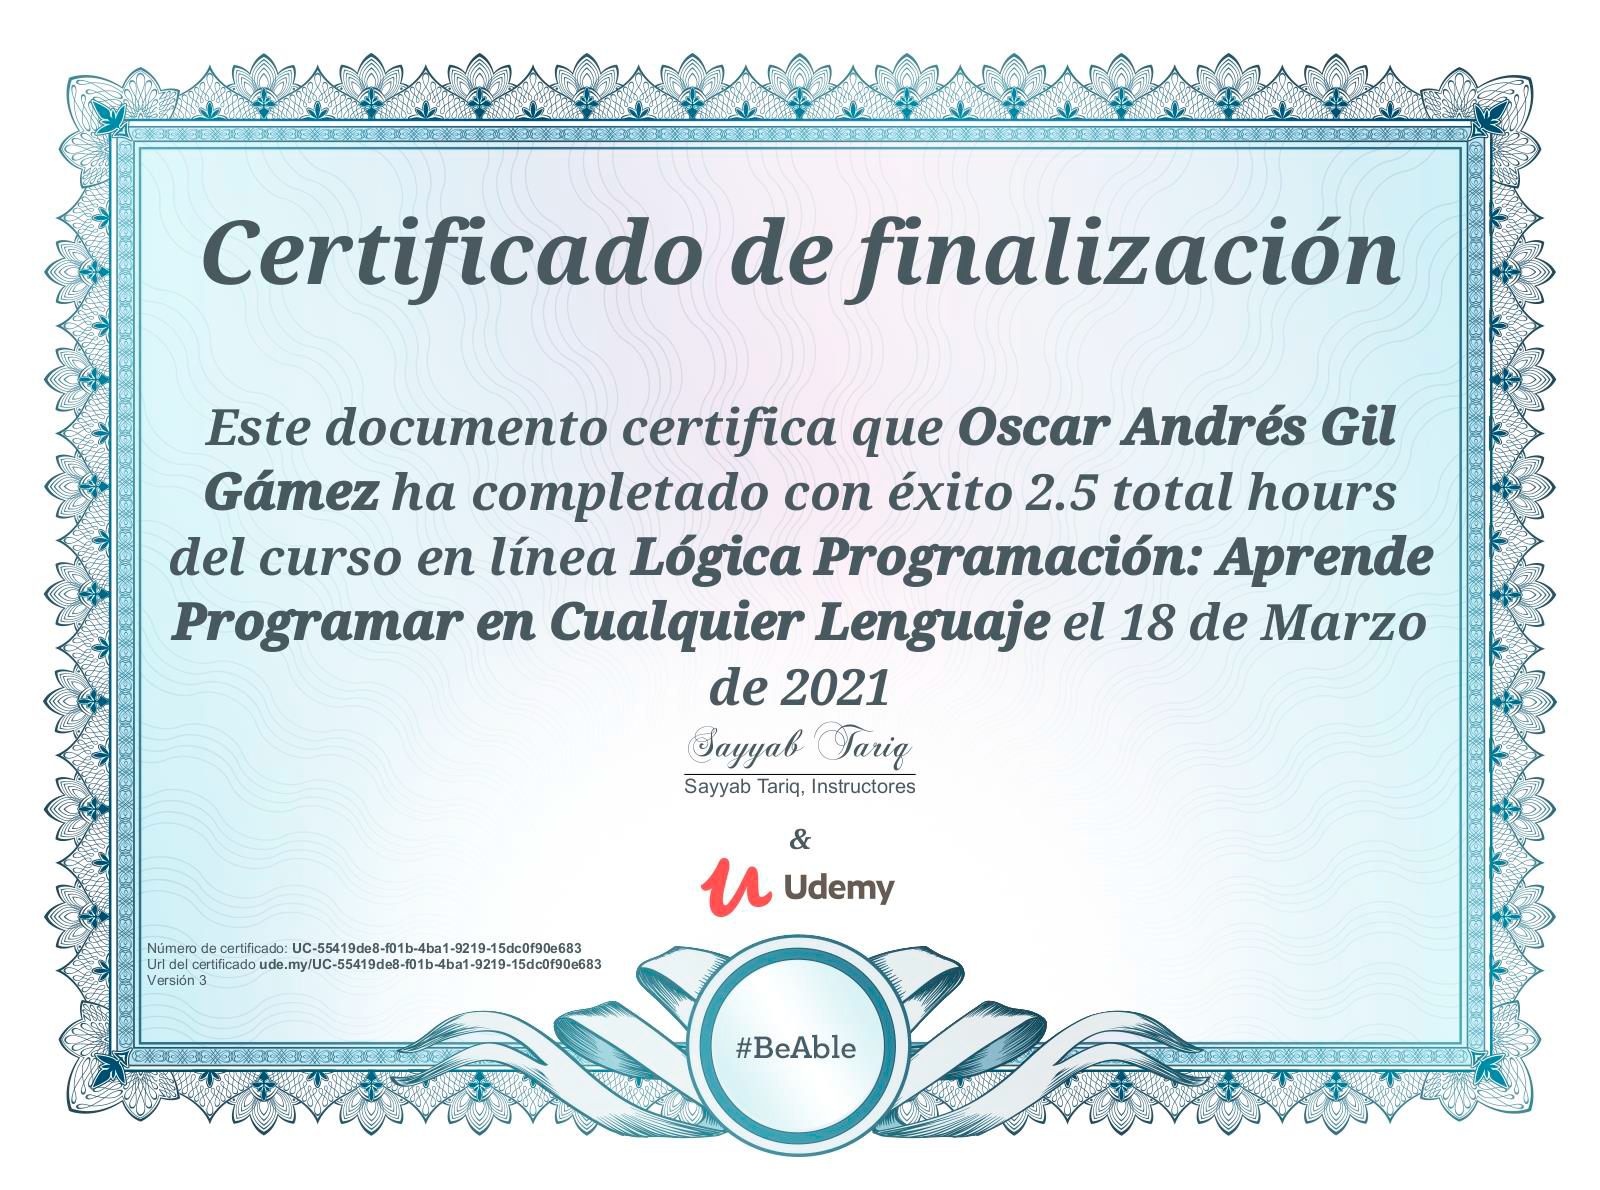 Certificado de finalización
Este documento certifica que Oscar Andrés Gil
Gámez ha completado con éxito 2.5 total hours
del curso en línea Lógica Programación: Aprende
Programar en Cualquier Lenguaje el 18 de Marzo
de 2021
Sayyab Tariq
Sayyab Tariq, Instructores
&
Udemy
Número de certificado: UC-55419de8-f01b-4ba1-9219-15dc0f90e683
Url del certificado ude.my/UC-55419de8-f01b-4ba1-9219-15dc0f90e683
Versión 3
#BeAble